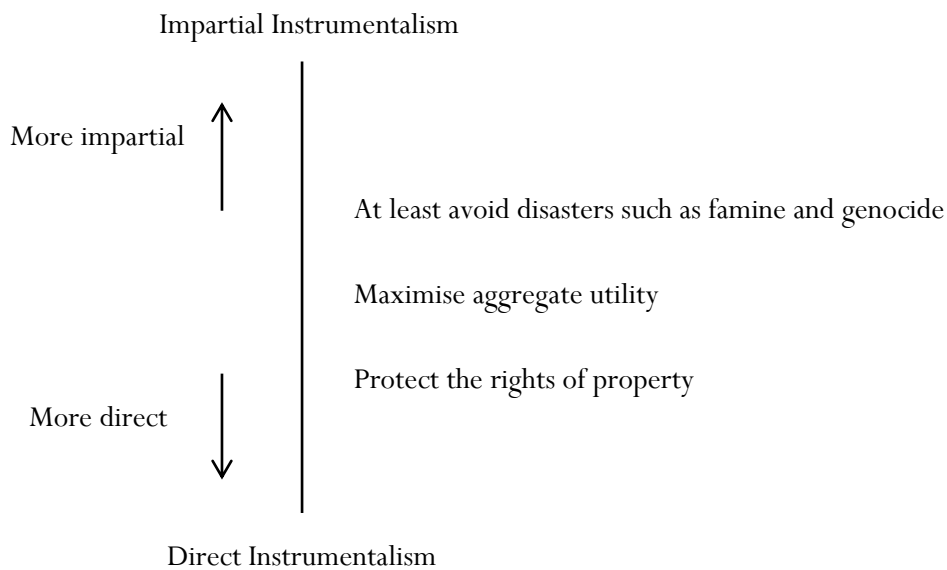 Impartial Instrumentalism
More impartial
At least avoid disasters such as famine and genocide
Maximise aggregate utility
Protect the rights of property
More direct
Direct Instrumentalism